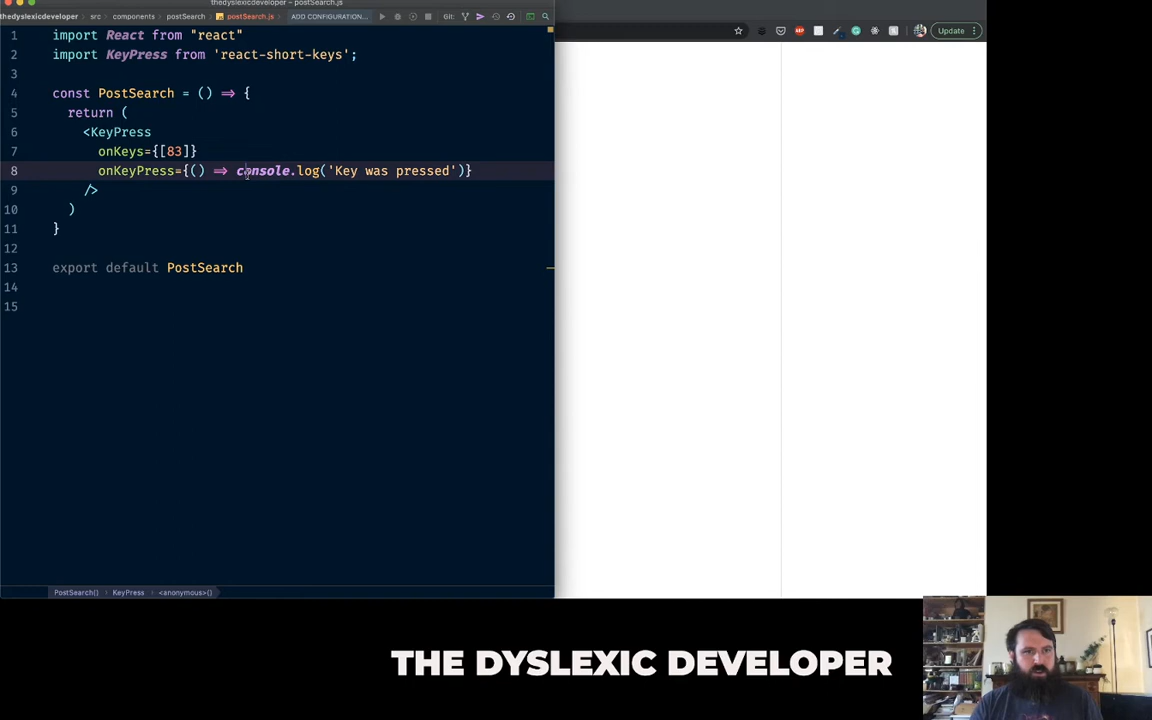 thedyslexicdeveloper – postSearch.js
thedyslexicdeveloper src components postSearch postSearch.js ADD CONFIGURATION... Git:
Update
1 import React from "react"
2 import KeyPress from 'react-short-keys';
3
4 const PostSearch = () => {
5 return (
6 <KeyPress
7 onKeys={[83]}
8 onKeyPress={() => console.log('Key was pressed')}
9 />
10 )
11 }
12
13 export default PostSearch
14
15
PostSearch() KeyPress <anonymous>()
THE DYSLEXIC DEVELOPER